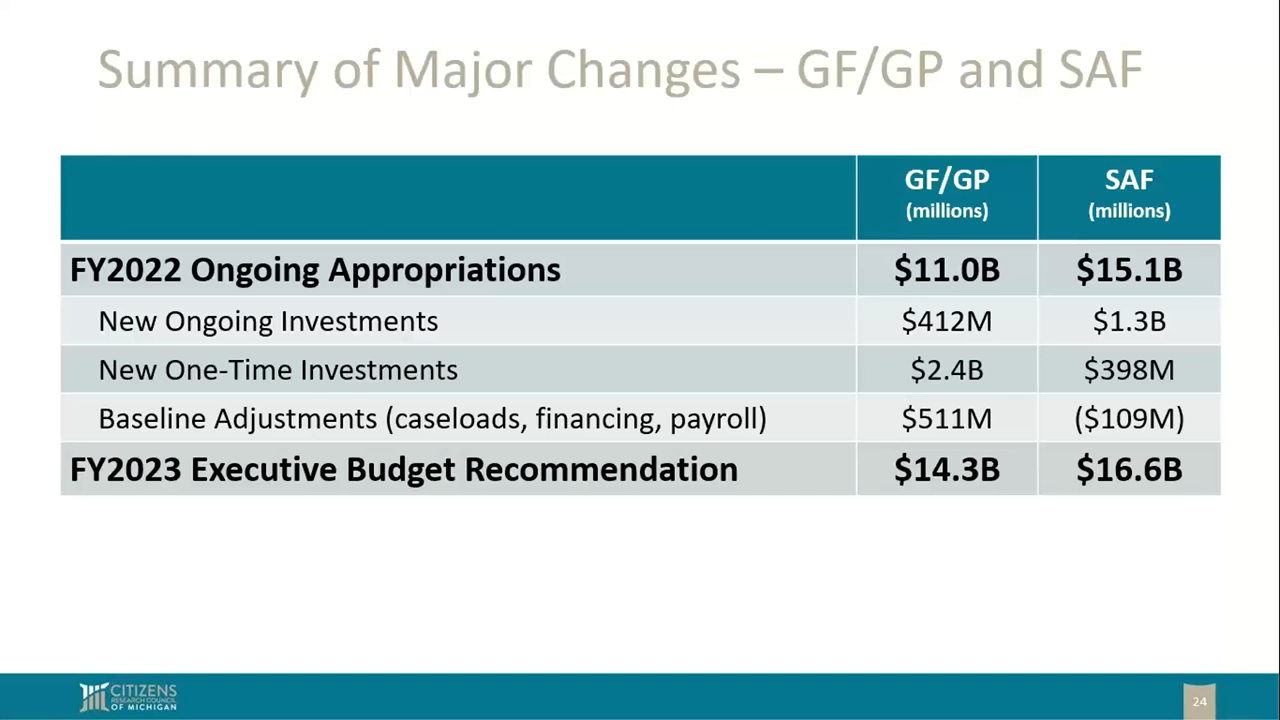 Summary of Major Changes – GF/GP and SAF
GF/GP SAF
(millions) (millions)
FY2022 Ongoing Appropriations $11.0B $15.1B
New Ongoing Investments $412M $1.3B
New One-Time Investments $2.4B $398M
Baseline Adjustments (caseloads, financing, payroll) $511M ($109M)
FY2023 Executive Budget Recommendation $14.3B $16.6B
CITIZENS
RESEARCH COUNCIL
OF MICHIGAN
24